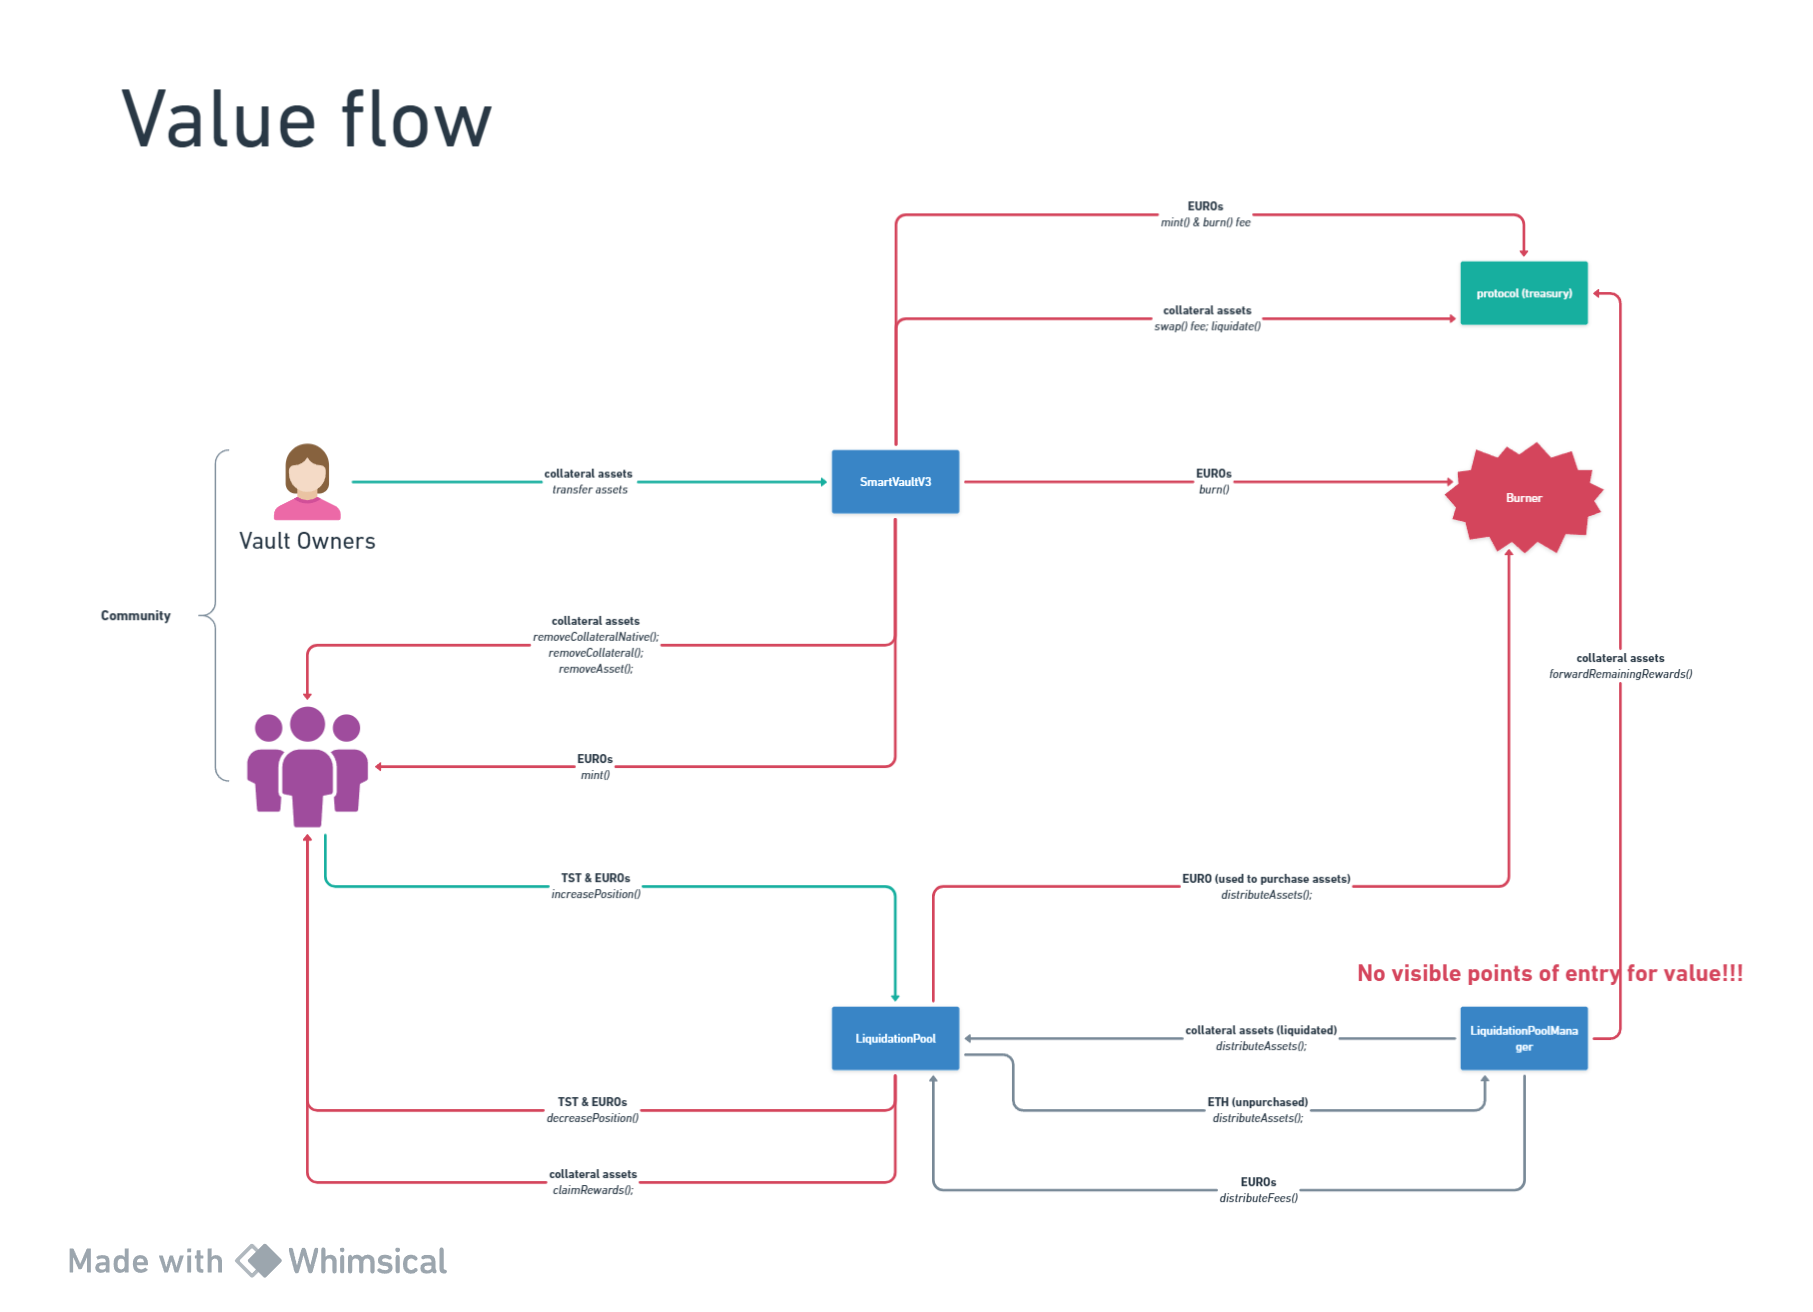 Value flow
EUROs
mint() & burn() fee
protocol (treasury)
collateral assets
swap() fee; liquidate()
collateral assets
transfer assets
SmartVaultV3
EUROs
burn()
Burner
Vault Owners
Community
collateral assets
removeCollateralNative();
removeCollateral();
removeAsset();
collateral assets
forwardRemainingRewards()
EUROs
mint()
TST & EUROs
increasePosition()
EURO (used to purchase assets)
distributeAssets();
No visible points of entry for value!!!
LiquidationPool
collateral assets (liquidated)
distributeAssets();
LiquidationPoolMana
ger
TST & EUROs
decreasePosition()
ETH (unpurchased)
distributeAssets();
collateral assets
claimRewards();
EUROs
distributeFees()
Made with Whimsical